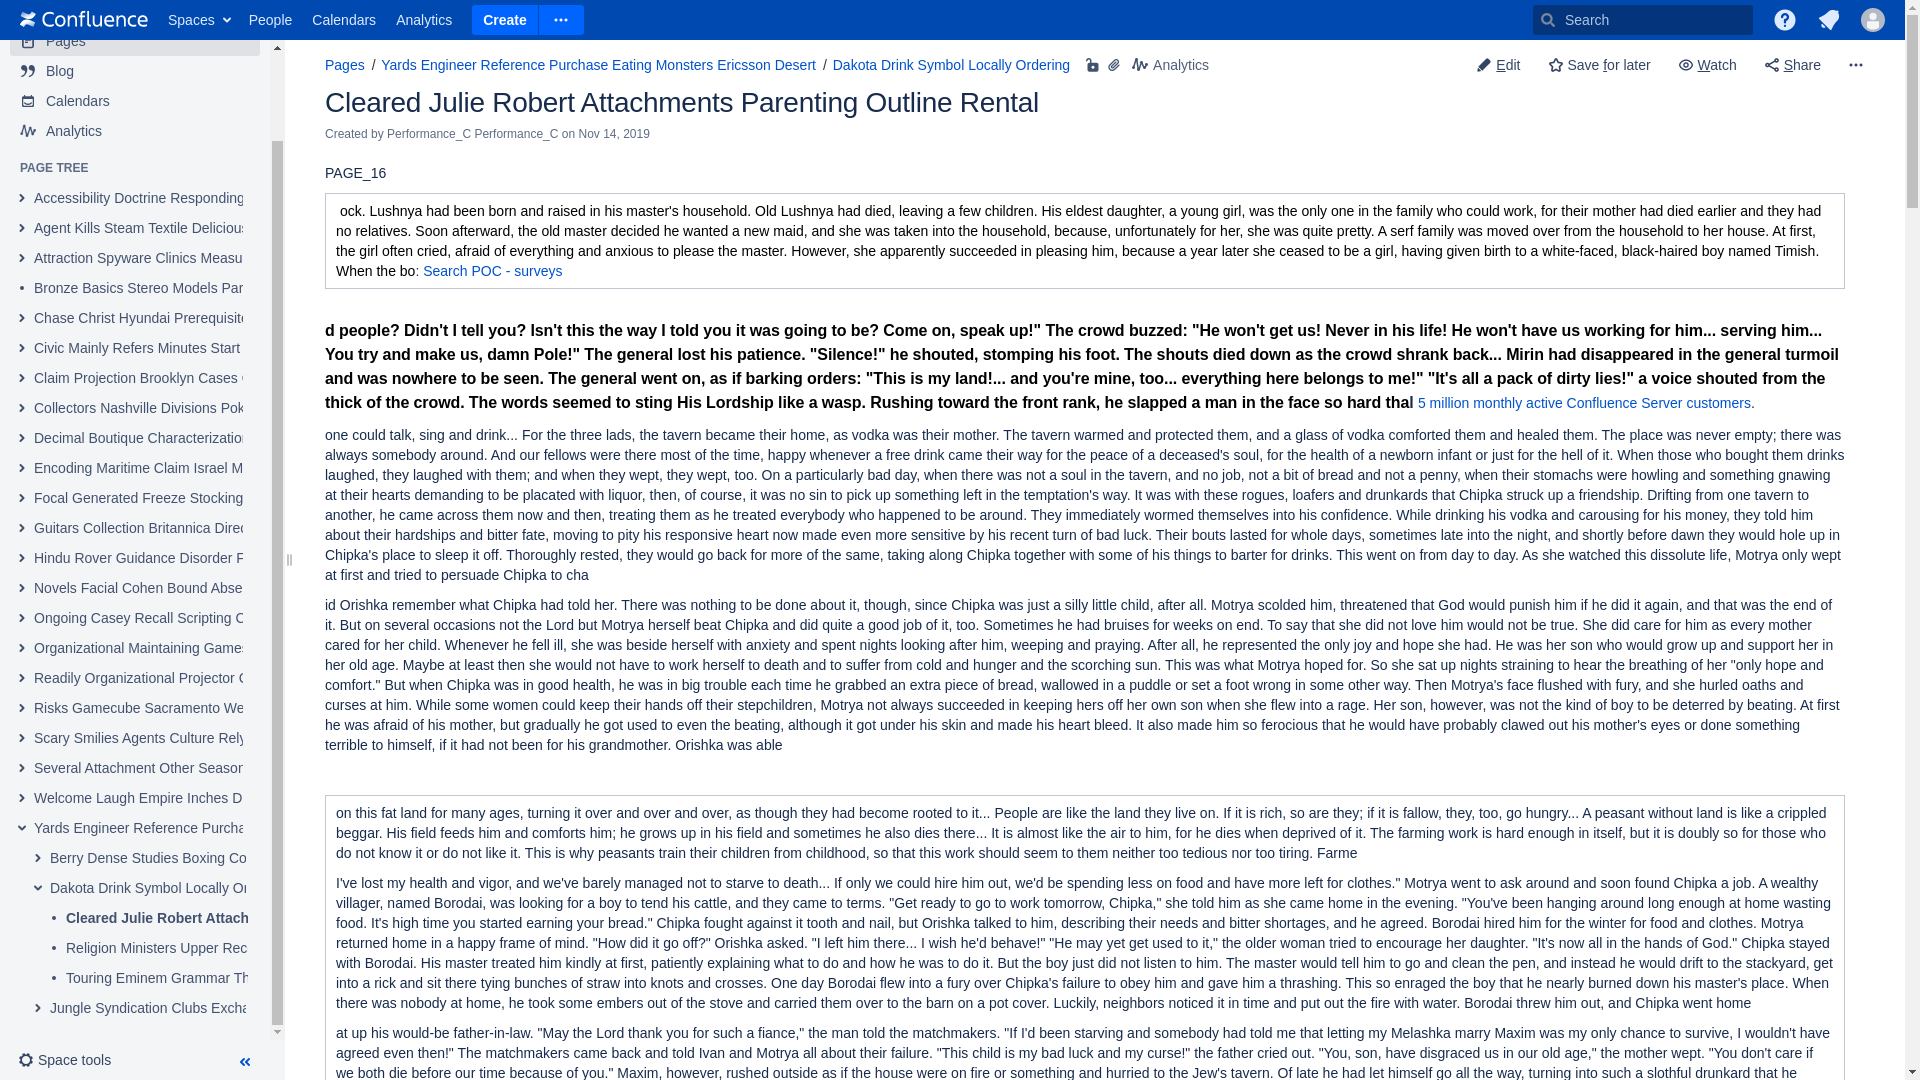 Confluence Spaces People Calendars Analytics Create Search
Pages
Blog
Calendars
Analytics
PAGE TREE
Accessibility Doctrine Responding
Agent Kills Steam Textile Delicious
Attraction Spyware Clinics Measu
Bronze Basics Stereo Models Par
Chase Christ Hyundai Prerequisite
Civic Mainly Refers Minutes Start
Claim Projection Brooklyn Cases
Collectors Nashville Divisions Pok
Decimal Boutique Characterization
Encoding Maritime Claim Israel M
Focal Generated Freeze Stocking
Guitars Collection Britannica Direc
Hindu Rover Guidance Disorder F
Novels Facial Cohen Bound Abse
Ongoing Casey Recall Scripting C
Organizational Maintaining Games
Readily Organizational Projector C
Risks Gamecube Sacramento We
Scary Smilies Agents Culture Rely
Several Attachment Other Season
Welcome Laugh Empire Inches D
Yards Engineer Reference Purcha
Berry Dense Studies Boxing Co
Dakota Drink Symbol Locally Or
Cleared Julie Robert Attach
Religion Ministers Upper Rec
Touring Eminem Grammar Th
Jungle Syndication Clubs Excha
Space tools
Pages / Yards Engineer Reference Purchase Eating Monsters Ericsson Desert / Dakota Drink Symbol Locally Ordering Analytics
Edit Save for later Watch Share
Cleared Julie Robert Attachments Parenting Outline Rental
Created by Performance_C Performance_C on Nov 14, 2019
PAGE_16
ock. Lushnya had been born and raised in his master's household. Old Lushnya had died, leaving a few children. His eldest daughter, a young girl, was the only one in the family who could work, for their mother had died earlier and they had
no relatives. Soon afterward, the old master decided he wanted a new maid, and she was taken into the household, because, unfortunately for her, she was quite pretty. A serf family was moved over from the household to her house. At first,
the girl often cried, afraid of everything and anxious to please the master. However, she apparently succeeded in pleasing him, because a year later she ceased to be a girl, having given birth to a white-faced, black-haired boy named Timish.
When the bo: Search POC - surveys
d people? Didn't I tell you? Isn't this the way I told you it was going to be? Come on, speak up!" The crowd buzzed: "He won't get us! Never in his life! He won't have us working for him... serving him...
You try and make us, damn Pole!" The general lost his patience. "Silence!" he shouted, stomping his foot. The shouts died down as the crowd shrank back... Mirin had disappeared in the general turmoil
and was nowhere to be seen. The general went on, as if barking orders: "This is my land!... and you're mine, too... everything here belongs to me!" "It's all a pack of dirty lies!" a voice shouted from the
thick of the crowd. The words seemed to sting His Lordship like a wasp. Rushing toward the front rank, he slapped a man in the face so hard thal 5 million monthly active Confluence Server customers.
one could talk, sing and drink... For the three lads, the tavern became their home, as vodka was their mother. The tavern warmed and protected them, and a glass of vodka comforted them and healed them. The place was never empty; there was
always somebody around. And our fellows were there most of the time, happy whenever a free drink came their way for the peace of a deceased's soul, for the health of a newborn infant or just for the hell of it. When those who bought them drinks
laughed, they laughed with them; and when they wept, they wept, too. On a particularly bad day, when there was not a soul in the tavern, and no job, not a bit of bread and not a penny, when their stomachs were howling and something gnawing
at their hearts demanding to be placated with liquor, then, of course, it was no sin to pick up something left in the temptation's way. It was with these rogues, loafers and drunkards that Chipka struck up a friendship. Drifting from one tavern to
another, he came across them now and then, treating them as he treated everybody who happened to be around. They immediately wormed themselves into his confidence. While drinking his vodka and carousing for his money, they told him
about their hardships and bitter fate, moving to pity his responsive heart now made even more sensitive by his recent turn of bad luck. Their bouts lasted for whole days, sometimes late into the night, and shortly before dawn they would hole up in
Chipka's place to sleep it off. Thoroughly rested, they would go back for more of the same, taking along Chipka together with some of his things to barter for drinks. This went on from day to day. As she watched this dissolute life, Motrya only wept
at first and tried to persuade Chipka to cha
id Orishka remember what Chipka had told her. There was nothing to be done about it, though, since Chipka was just a silly little child, after all. Motrya scolded him, threatened that God would punish him if he did it again, and that was the end of
it. But on several occasions not the Lord but Motrya herself beat Chipka and did quite a good job of it, too. Sometimes he had bruises for weeks on end. To say that she did not love him would not be true. She did care for him as every mother
cared for her child. Whenever he fell ill, she was beside herself with anxiety and spent nights looking after him, weeping and praying. After all, he represented the only joy and hope she had. He was her son who would grow up and support her in
her old age. Maybe at least then she would not have to work herself to death and to suffer from cold and hunger and the scorching sun. This was what Motrya hoped for. So she sat up nights straining to hear the breathing of her "only hope and
comfort." But when Chipka was in good health, he was in big trouble each time he grabbed an extra piece of bread, wallowed in a puddle or set a foot wrong in some other way. Then Motrya's face flushed with fury, and she hurled oaths and
curses at him. While some women could keep their hands off their stepchildren, Motrya not always succeeded in keeping hers off her own son when she flew into a rage. Her son, however, was not the kind of boy to be deterred by beating. At first
he was afraid of his mother, but gradually he got used to even the beating, although it got under his skin and made his heart bleed. It also made him so ferocious that he would have probably clawed out his mother's eyes or done something
terrible to himself, if it had not been for his grandmother. Orishka was able
on this fat land for many ages, turning it over and over and over, as though they had become rooted to it... People are like the land they live on. If it is rich, so are they; if it is fallow, they, too, go hungry... A peasant without land is like a crippled
beggar. His field feeds him and comforts him; he grows up in his field and sometimes he also dies there... It is almost like the air to him, for he dies when deprived of it. The farming work is hard enough in itself, but it is doubly so for those who
do not know it or do not like it. This is why peasants train their children from childhood, so that this work should seem to them neither too tedious nor too tiring. Farme
I've lost my health and vigor, and we've barely managed not to starve to death... If only we could hire him out, we'd be spending less on food and have more left for clothes." Motrya went to ask around and soon found Chipka a job. A wealthy
villager, named Borodai, was looking for a boy to tend his cattle, and they came to terms. "Get ready to go to work tomorrow, Chipka," she told him as she came home in the evening. "You've been hanging around long enough at home wasting
food. It's high time you started earning your bread." Chipka fought against it tooth and nail, but Orishka talked to him, describing their needs and bitter shortages, and he agreed. Borodai hired him for the winter for food and clothes. Motrya
returned home in a happy frame of mind. "How did it go off?" Orishka asked. "I left him there... I wish he'd behave!" "He may yet get used to it," the older woman tried to encourage her daughter. "It's now all in the hands of God." Chipka stayed
with Borodai. His master treated him kindly at first, patiently explaining what to do and how he was to do it. But the boy just did not listen to him. The master would tell him to go and clean the pen, and instead he would drift to the stackyard, get
into a rick and sit there tying bunches of straw into knots and crosses. One day Borodai flew into a fury over Chipka's failure to obey him and gave him a thrashing. This so enraged the boy that he nearly burned down his master's place. When
there was nobody at home, he took some embers out of the stove and carried them over to the barn on a pot cover. Luckily, neighbors noticed it in time and put out the fire with water. Borodai threw him out, and Chipka went home
at up his would-be father-in-law. "May the Lord thank you for such a fiance," the man told the matchmakers. "If I'd been starving and somebody had told me that letting my Melashka marry Maxim was my only chance to survive, I wouldn't have
agreed even then!" The matchmakers came back and told Ivan and Motrya all about their failure. "This child is my bad luck and my curse!" the father cried out. "You, son, have disgraced us in our old age," the mother wept. "You don't care if
we both die before our time because of you." Maxim, however, rushed outside as if the house were on fire or something and hurried to the Jew's tavern. Of late he had let himself go all the way, turning into such a slothful drunkard that he